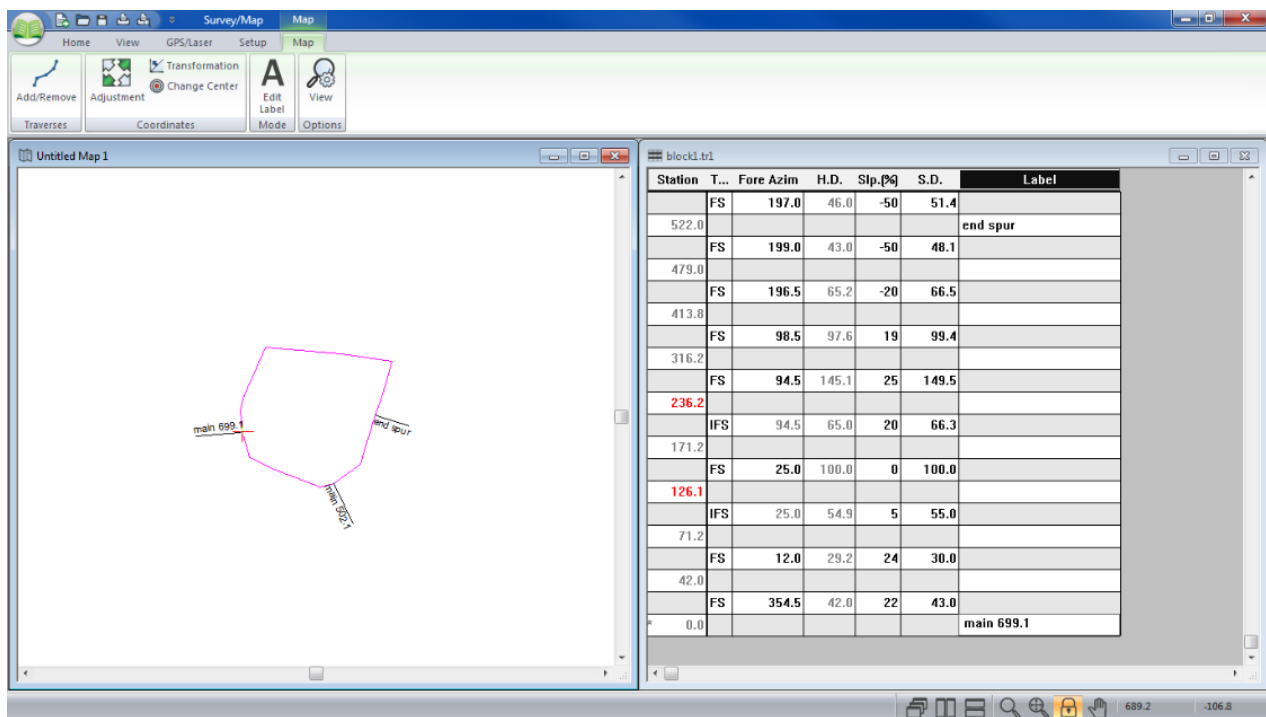 Survey/Map Map
Home View GPS/Laser Setup Map
Add/Remove
Traverses
Adjustment
Transformation
Change Center
Coordinates
Edit
Label
Mode
View
Options
Untitled Map 1
main 699.1
end spur
main 502.1
block1.tr1
Station T... Fore Azim H.D. Slp.(%) S.D. Label
FS 197.0 46.0 -50 51.4
522.0 end spur
FS 199.0 43.0 -50 48.1
479.0
FS 196.5 65.2 -20 66.5
413.8
FS 98.5 97.6 19 99.4
316.2
FS 94.5 145.1 25 149.5
236.2
IFS 94.5 65.0 20 66.3
171.2
FS 25.0 100.0 0 100.0
126.1
IFS 25.0 54.9 5 55.0
71.2
FS 12.0 29.2 24 30.0
42.0
FS 354.5 42.0 22 43.0
* 0.0 main 699.1
689.2 -106.8